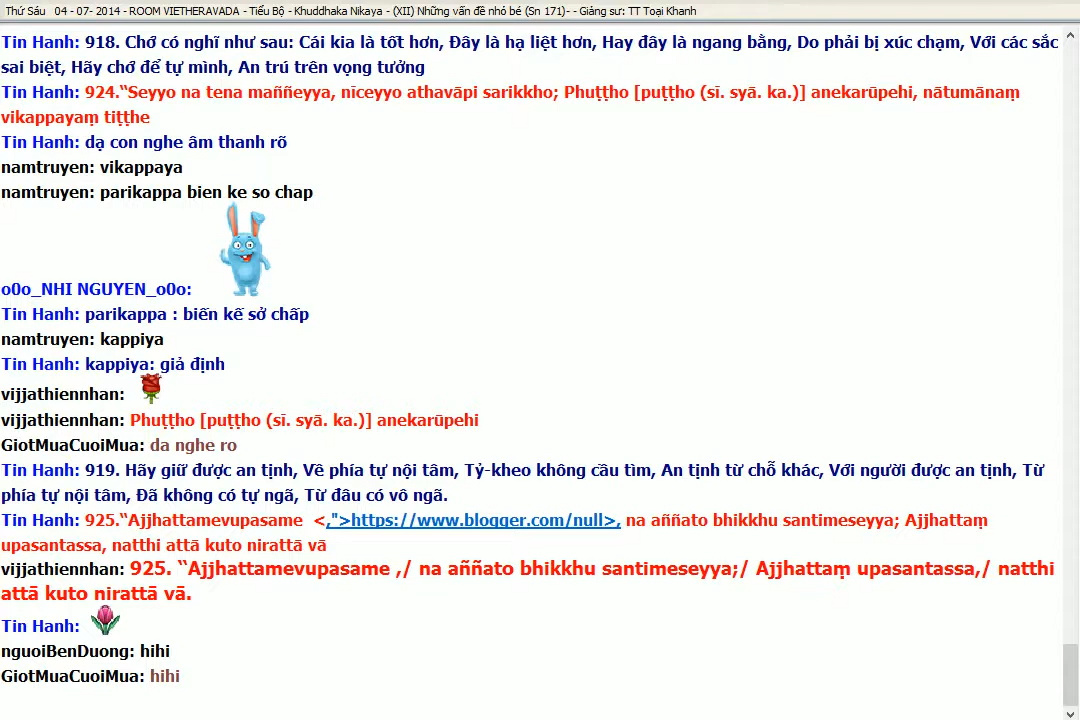 Thứ Sáu   04 - 07- 2014 - ROOM VIETHERAVADA - Tiểu Bộ - Khuddhaka Nikaya - (XII) Những vấn đề nhỏ bé (Sn 171)- - Giảng sư: TT Toại Khanh
Tin Hanh: 918. Chớ có nghĩ như sau: Cái kia là tốt hơn, Đây là hạ liệt hơn, Hay đây là ngang bằng, Do phải bị xúc chạm, Với các sắc
sai biệt, Hãy chớ để tự mình, An trú trên vọng tưởng
Tin Hanh: 924.‘‘Seyyo na tena maññeyya, nīceyyo athavāpi sarikkho; Phuṭṭho [puṭṭho (sī. syā. ka.)] anekarūpehi, nātumānaṃ
vikappayaṃ tiṭṭhe
Tin Hanh: dạ con nghe âm thanh rõ
namtruyen: vikappaya
namtruyen: parikappa bien ke so chap
o0o_NHI NGUYEN_o0o:
Tin Hanh: parikappa : biến kế sở chấp
namtruyen: kappiya
Tin Hanh: kappiya: giả định
vijjathiennhan:
vijjathiennhan: Phuṭṭho [puṭṭho (sī. syā. ka.)] anekarūpehi
GiotMuaCuoiMua: da nghe ro
Tin Hanh: 919. Hãy giữ được an tịnh, Về phía tự nội tâm, Tỷ-kheo không cầu tìm, An tịnh từ chỗ khác, Với người được an tịnh, Từ
phía tự nội tâm, Đã không có tự ngã, Từ đâu có vô ngã.
Tin Hanh: 925.‘‘Ajjhattamevupasame  <,">https://www.blogger.com/null>, na aññato bhikkhu santimeseyya; Ajjhattaṃ
upasantassa, natthi attā kuto nirattā vā
vijjathiennhan: 925. ‘‘Ajjhattamevupasame ,/ na aññato bhikkhu santimeseyya;/ Ajjhattaṃ upasantassa,/ natthi
attā kuto nirattā vā.
Tin Hanh:
nguoiBenDuong: hihi
GiotMuaCuoiMua: hihi